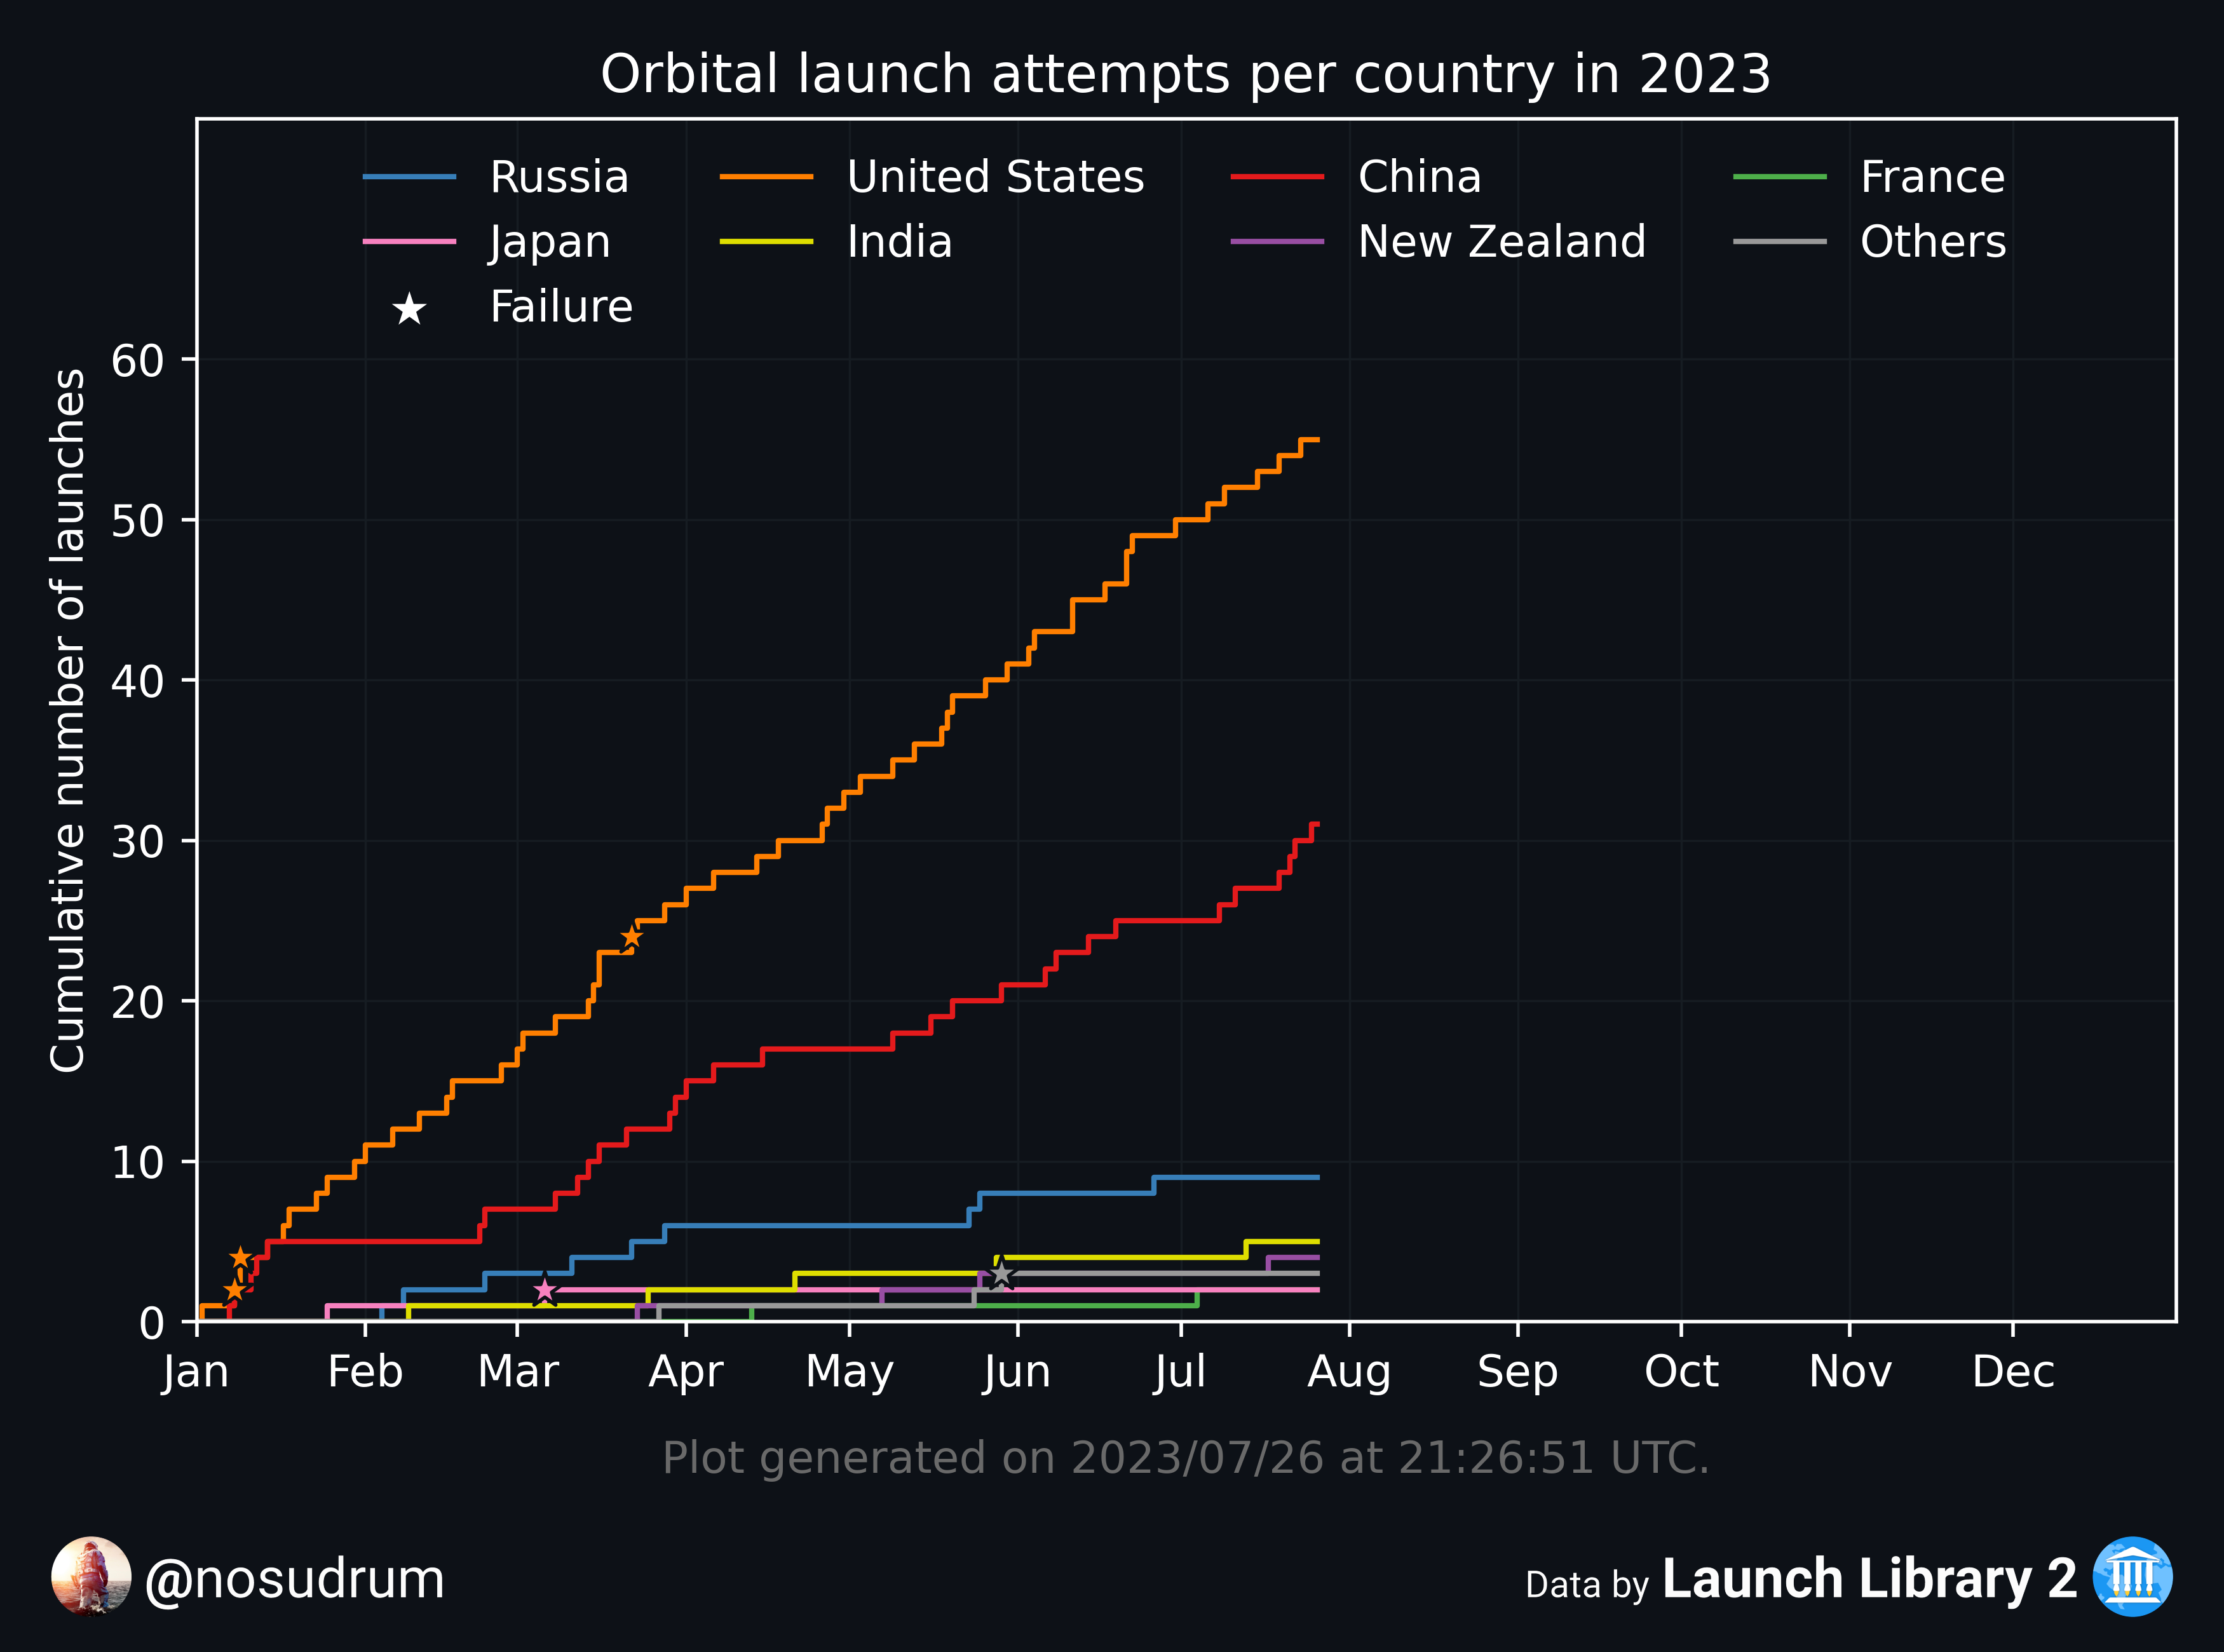 Orbital launch attempts per country in 2023
Russia United States China France
Japan India New Zealand Others
Failure
Cumulative number of launches
60
50
40
30
20
10
0
Jan Feb Mar Apr May Jun Jul Aug Sep Oct Nov Dec
Plot generated on 2023/07/26 at 21:26:51 UTC.
@nosudrum
Data by Launch Library 2